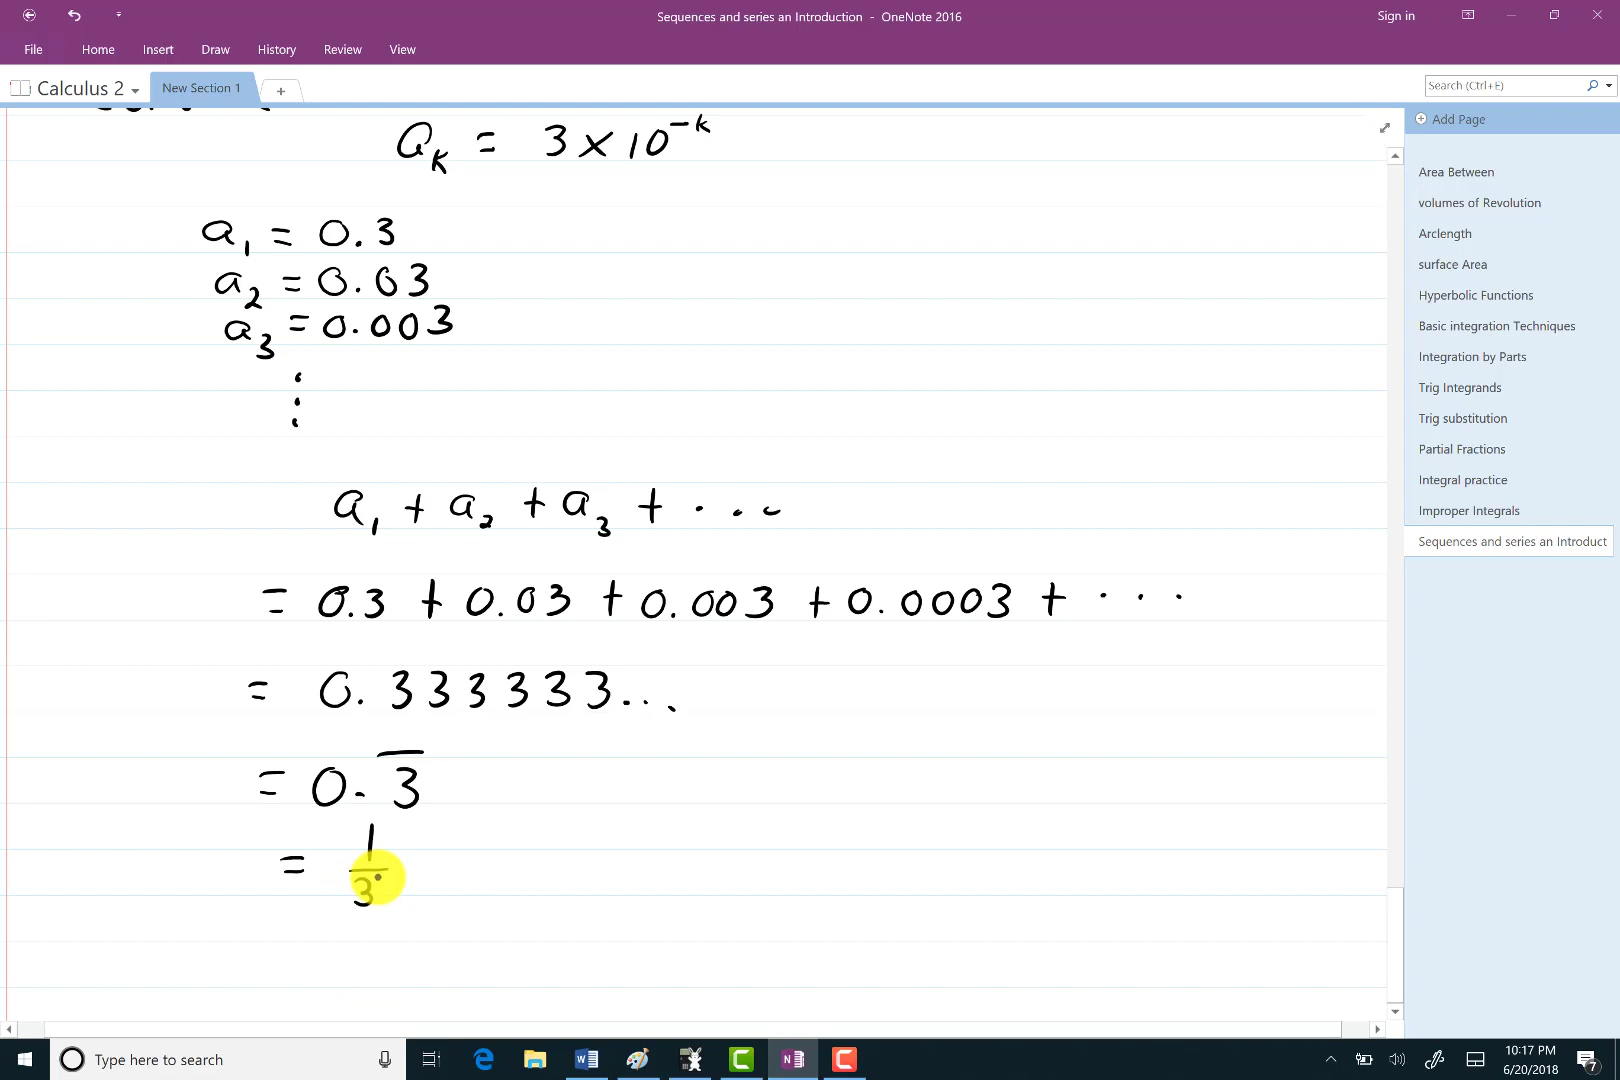 Sequences and series an Introduction - OneNote 2016
Sign in
File Home Insert Draw History Review View
Calculus 2
New Section 1
+
Search (Ctrl+E)
Add Page
Area Between
volumes of Revolution
Arclength
surface Area
Hyperbolic Functions
Basic integration Techniques
Integration by Parts
Trig Integrands
Trig substitution
Partial Fractions
Integral practice
Improper Integrals
Sequences and series an Introduct
a_k = 3 × 10^{-k}
a_1 = 0.3
a_2 = 0.03
a_3 = 0.003
⋮
a_1 + a_2 + a_3 + ...
= 0.3 + 0.03 + 0.003 + 0.0003 + ...
= 0.333333...
= 0.3̅
= 1/3
Type here to search
10:17 PM
6/20/2018
7